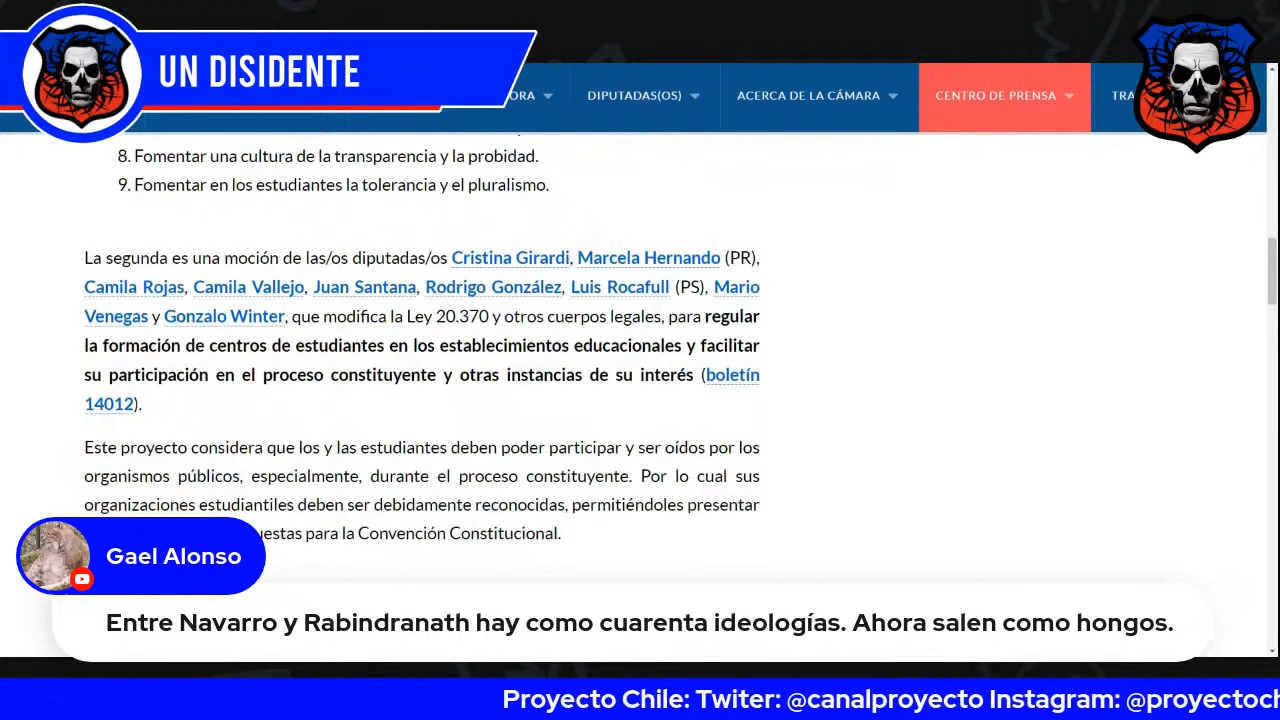 UN DISIDENTE
ORA
DIPUTADAS(OS)
ACERCA DE LA CÁMARA
CENTRO DE PRENSA
TRA
8. Fomentar una cultura de la transparencia y la probidad.
9. Fomentar en los estudiantes la tolerancia y el pluralismo.
La segunda es una moción de las/os diputadas/os Cristina Girardi, Marcela Hernando (PR),
Camila Rojas, Camila Vallejo, Juan Santana, Rodrigo González, Luis Rocafull (PS), Mario
Venegas y Gonzalo Winter, que modifica la Ley 20.370 y otros cuerpos legales, para regular
la formación de centros de estudiantes en los establecimientos educacionales y facilitar
su participación en el proceso constituyente y otras instancias de su interés (boletín
14012).
Este proyecto considera que los y las estudiantes deben poder participar y ser oídos por los
organismos públicos, especialmente, durante el proceso constituyente. Por lo cual sus
organizaciones estudiantiles deben ser debidamente reconocidas, permitiéndoles presentar
uestas para la Convención Constitucional.
Gael Alonso
Entre Navarro y Rabindranath hay como cuarenta ideologías. Ahora salen como hongos.
Proyecto Chile: Twiter: @canalproyecto Instagram: @proyectoch